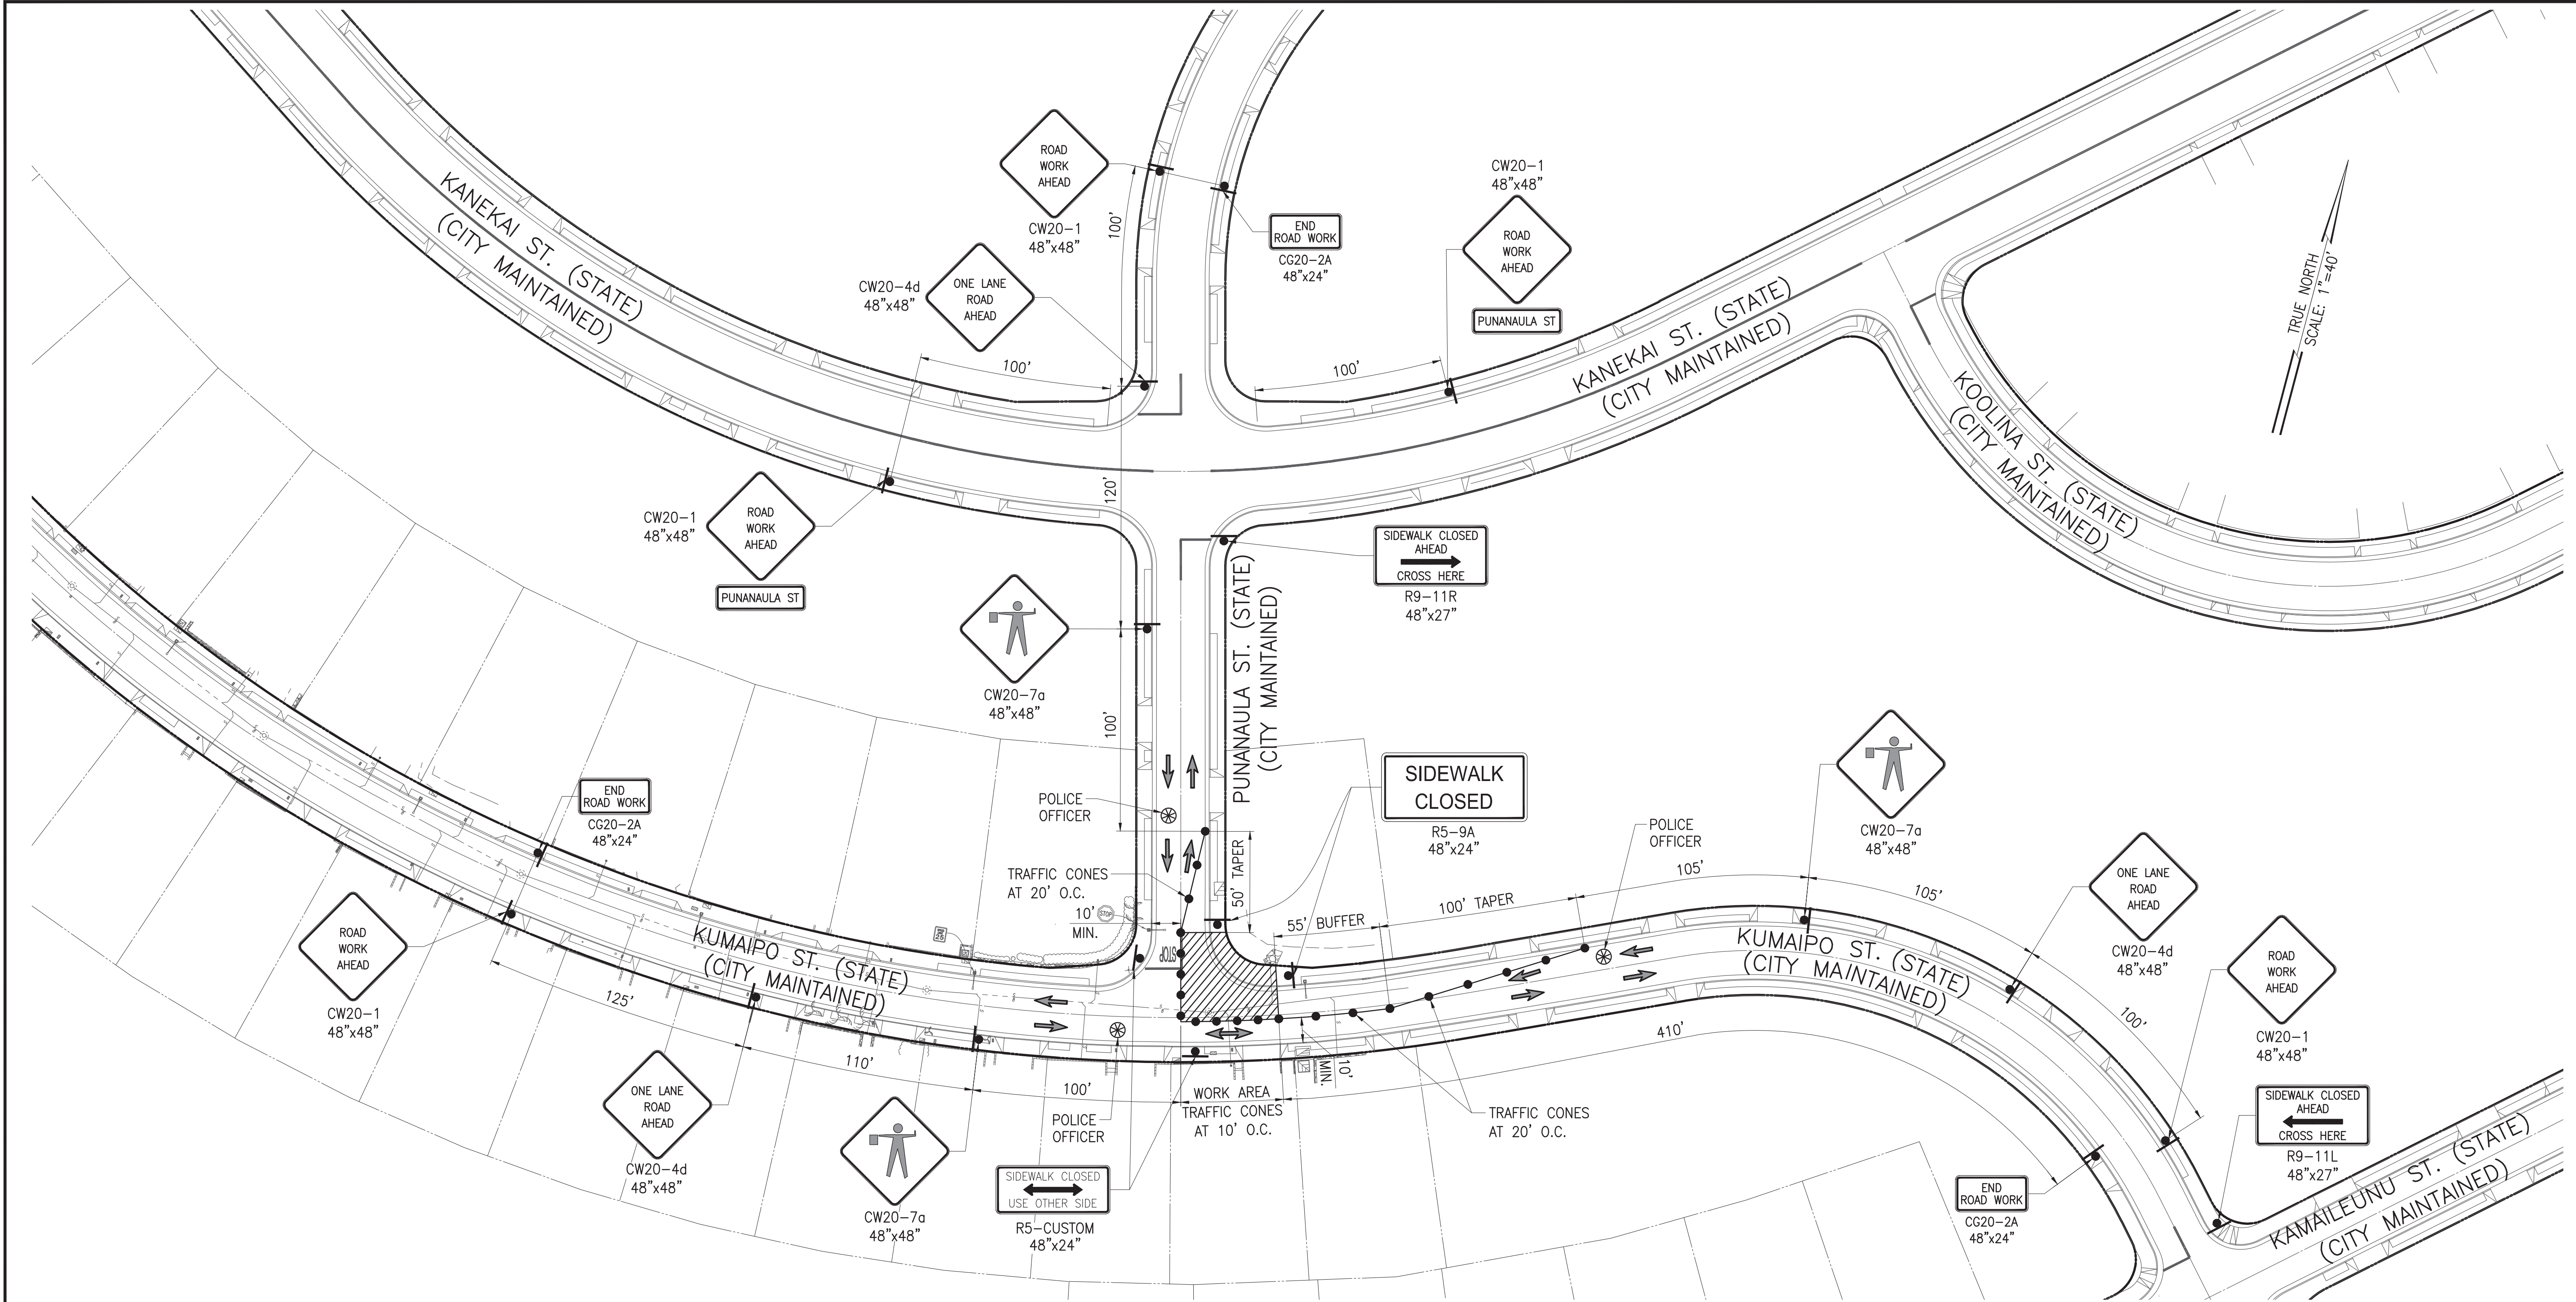 KANEKAI ST. (STATE)
(CITY MAINTAINED)
ROAD
WORK
AHEAD
CW20-1
48"x48"
100'
END
ROAD WORK
CG20-2A
48"x24"
CW20-1
48"x48"
ROAD
WORK
AHEAD
PUNANAULA ST
CW20-4d
48"x48"
ONE LANE
ROAD
AHEAD
100'
100'
KANEKAI ST. (STATE)
(CITY MAINTAINED)
TRUE NORTH
SCALE: 1"=40'
KOOLINA ST. (STATE)
(CITY MAINTAINED)
120'
CW20-1
48"x48"
ROAD
WORK
AHEAD
PUNANAULA ST
SIDEWALK CLOSED
AHEAD
CROSS HERE
R9-11R
48"x27"
PUNANAULA ST. (STATE)
(CITY MAINTAINED)
CW20-7a
48"x48"
100'
POLICE
OFFICER
SIDEWALK
CLOSED
R5-9A
48"x24"
POLICE
OFFICER
CW20-7a
48"x48"
END
ROAD WORK
CG20-2A
48"x24"
TRAFFIC CONES
AT 20' O.C.
10'
MIN.
STOP
STOP
50' TAPER
55' BUFFER
100' TAPER
105'
105'
ONE LANE
ROAD
AHEAD
CW20-4d
48"x48"
ROAD
WORK
AHEAD
CW20-1
48"x48"
KUMAIPO ST. (STATE)
(CITY MAINTAINED)
KUMAIPO ST. (STATE)
(CITY MAINTAINED)
100'
ROAD
WORK
AHEAD
CW20-1
48"x48"
125'
110'
100'
WORK AREA
TRAFFIC CONES
AT 10' O.C.
10'
MIN.
410'
TRAFFIC CONES
AT 20' O.C.
ONE LANE
ROAD
AHEAD
CW20-4d
48"x48"
POLICE
OFFICER
CW20-7a
48"x48"
SIDEWALK CLOSED
USE OTHER SIDE
R5-CUSTOM
48"x24"
SIDEWALK CLOSED
AHEAD
CROSS HERE
R9-11L
48"x27"
END
ROAD WORK
CG20-2A
48"x24"
KAMAILEUNU ST. (STATE)
(CITY MAINTAINED)